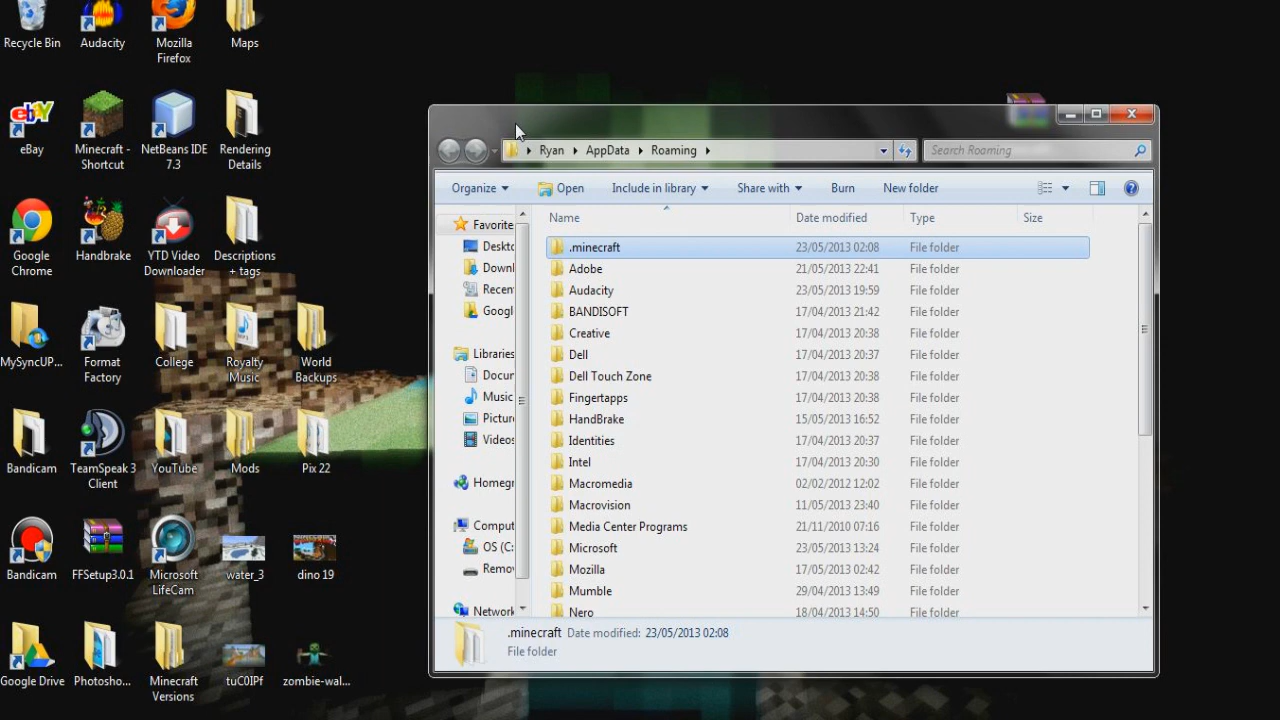 Recycle Bin
Audacity
Mozilla
Firefox
Maps
eBay
Minecraft -
Shortcut
NetBeans IDE
7.3
Rendering
Details
Google
Chrome
Handbrake
YTD Video
Downloader
Descriptions
+ tags
MySyncUP...
Format
Factory
College
Royalty
Music
World
Backups
Bandicam
TeamSpeak 3
Client
YouTube
Mods
Pix 22
Bandicam
FFSetup3.0.1
Microsoft
LifeCam
water_3
dino 19
Google Drive
Photosho...
Minecraft
Versions
tuC0IPf
zombie-wal...
Ryan AppData Roaming
Search Roaming
Organize Open Include in library Share with Burn New folder
Name Date modified Type Size
Favorite
Deskto
Downl
Recen
Googl
Libraries
Docur
Music
Picture
Videos
Homegr
Comput
OS (C:
Remov
Network
.minecraft 23/05/2013 02:08 File folder
Adobe 21/05/2013 22:41 File folder
Audacity 23/05/2013 19:59 File folder
BANDISOFT 17/04/2013 21:42 File folder
Creative 17/04/2013 20:38 File folder
Dell 17/04/2013 20:37 File folder
Dell Touch Zone 17/04/2013 20:38 File folder
Fingertapps 17/04/2013 20:38 File folder
HandBrake 15/05/2013 16:52 File folder
Identities 17/04/2013 20:37 File folder
Intel 17/04/2013 20:30 File folder
Macromedia 02/02/2012 12:02 File folder
Macrovision 11/05/2013 23:40 File folder
Media Center Programs 21/11/2010 07:16 File folder
Microsoft 23/05/2013 13:24 File folder
Mozilla 17/05/2013 02:42 File folder
Mumble 29/04/2013 13:49 File folder
Nero 18/04/2013 14:50 File folder
.minecraft Date modified: 23/05/2013 02:08
File folder